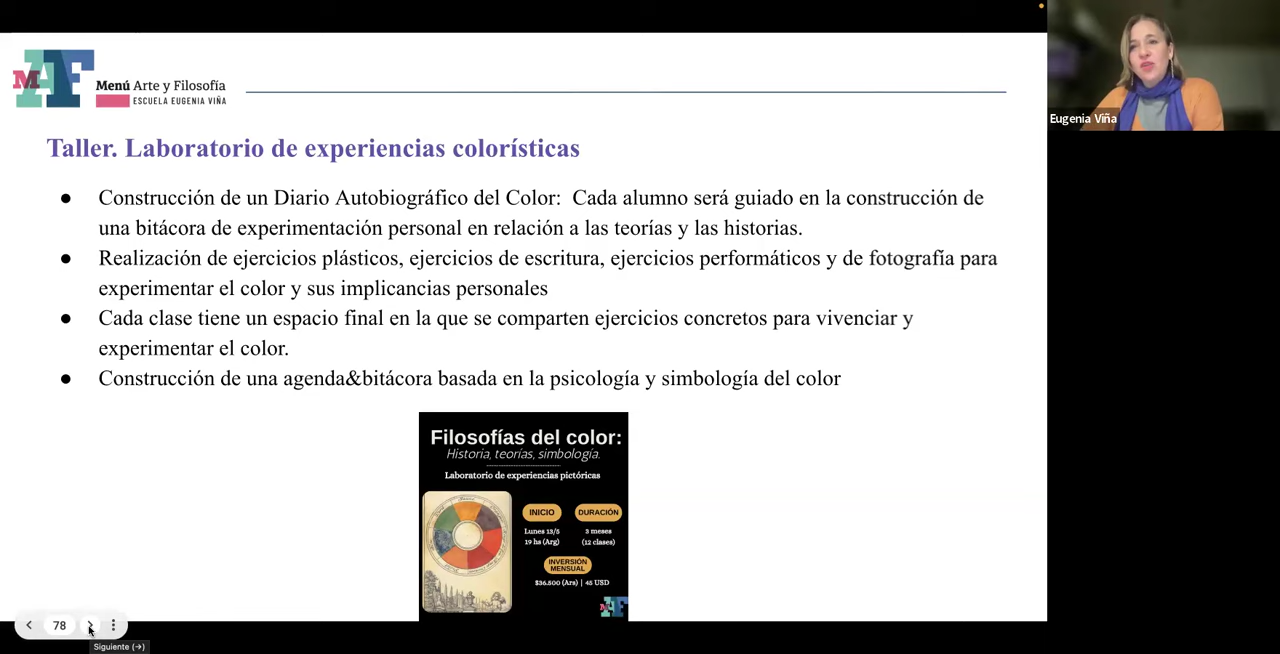 MAF
Menú Arte y Filosofía
ESCUELA EUGENIA VIÑA
Eugenia Viña
Taller. Laboratorio de experiencias colorísticas
● Construcción de un Diario Autobiográfico del Color:  Cada alumno será guiado en la construcción de
una bitácora de experimentación personal en relación a las teorías y las historias.
● Realización de ejercicios plásticos, ejercicios de escritura, ejercicios performáticos y de fotografía para
experimentar el color y sus implicancias personales
● Cada clase tiene un espacio final en la que se comparten ejercicios concretos para vivenciar y
experimentar el color.
● Construcción de una agenda&bitácora basada en la psicología y simbología del color
Filosofías del color:
Historia, teorías, simbología.
Laboratorio de experiencias pictóricas
INICIO
Lunes 13/5
19 hs (Arg)
DURACIÓN
3 meses
(12 clases)
INVERSIÓN
MENSUAL
$36.500 (Ars) | 45 USD
78
Siguiente (→)